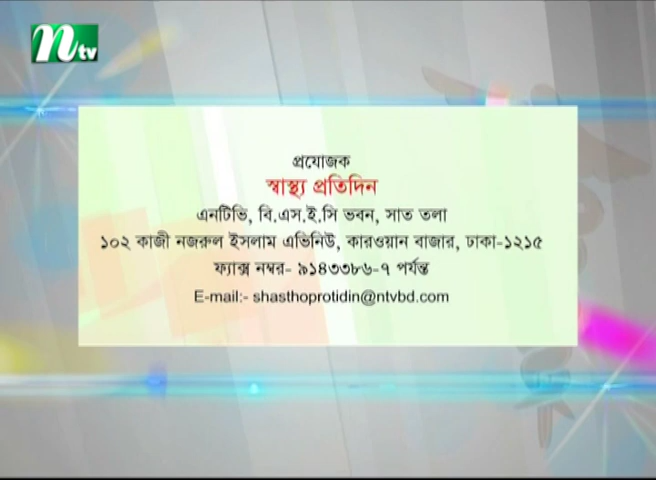 ntv
প্রযোজক
স্বাস্থ্য প্রতিদিন
এনটিভি, বি.এস.ই.সি ভবন, সাত তলা
১০২ কাজী নজরুল ইসলাম এভিনিউ, কারওয়ান বাজার, ঢাকা-১২১৫
ফ্যাক্স নম্বর- ৯১৪৩৩৮৬-৭ পর্যন্ত
E-mail:- shasthoprotidin@ntvbd.com